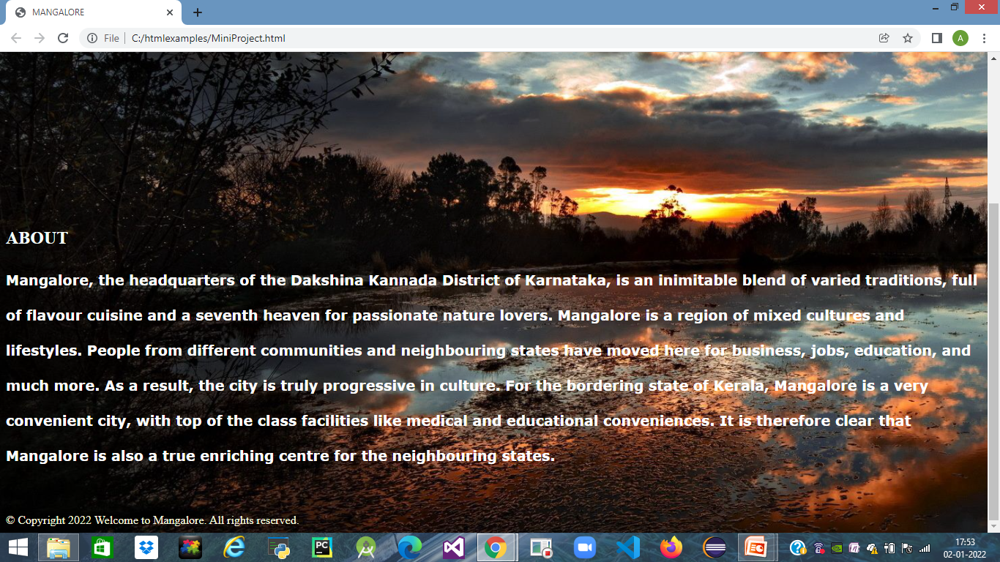 MANGALORE
File
C:/htmlexamples/MiniProject.html
A
ABOUT
Mangalore, the headquarters of the Dakshina Kannada District of Karnataka, is an inimitable blend of varied traditions, full
of flavour cuisine and a seventh heaven for passionate nature lovers. Mangalore is a region of mixed cultures and
lifestyles. People from different communities and neighbouring states have moved here for business, jobs, education, and
much more. As a result, the city is truly progressive in culture. For the bordering state of Kerala, Mangalore is a very
convenient city, with top of the class facilities like medical and educational conveniences. It is therefore clear that
Mangalore is also a true enriching centre for the neighbouring states.
© Copyright 2022 Welcome to Mangalore. All rights reserved.
PC
17:53
02-01-2022